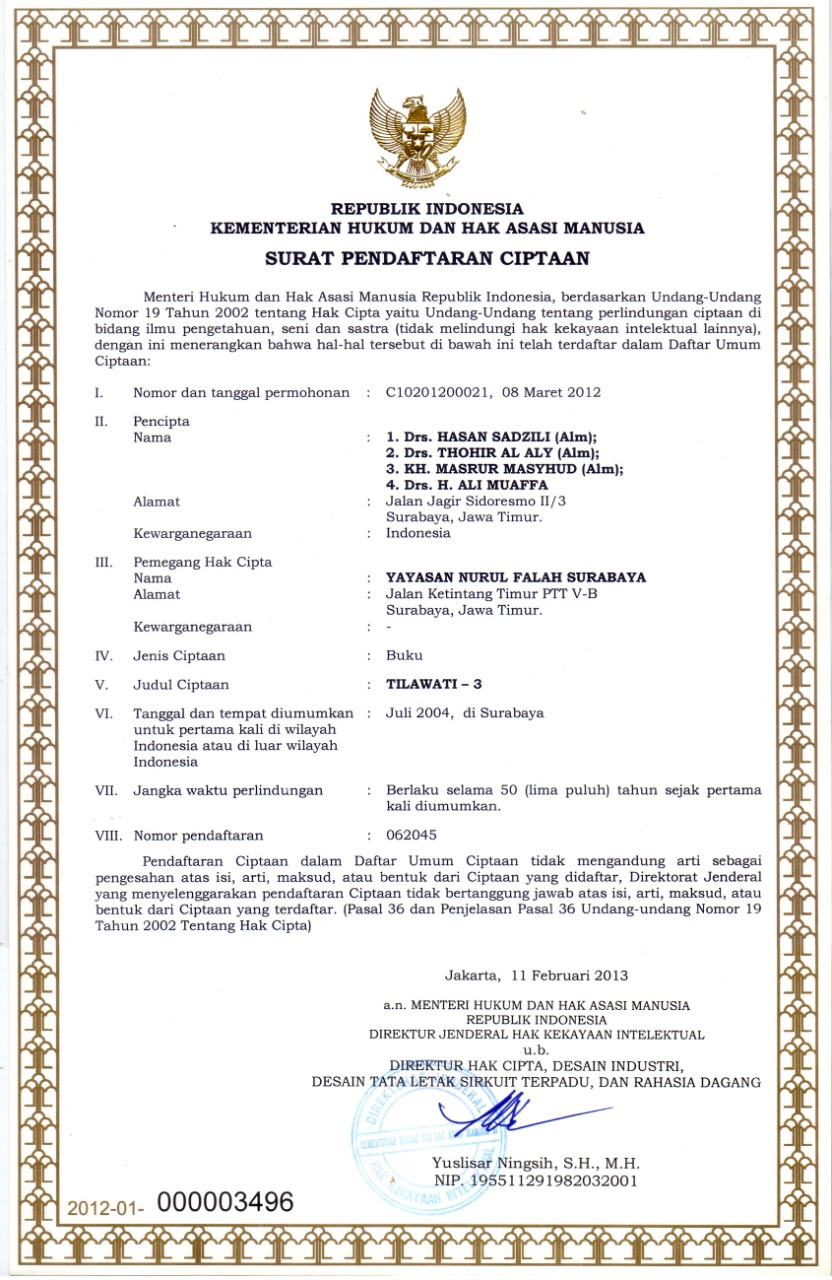 REPUBLIK INDONESIA
KEMENTERIAN HUKUM DAN HAK ASASI MANUSIA
SURAT PENDAFTARAN CIPTAAN
Menteri Hukum dan Hak Asasi Manusia Republik Indonesia, berdasarkan Undang-Undang
Nomor 19 Tahun 2002 tentang Hak Cipta yaitu Undang-Undang tentang perlindungan ciptaan di
bidang ilmu pengetahuan, seni dan sastra (tidak melindungi hak kekayaan intelektual lainnya),
dengan ini menerangkan bahwa hal-hal tersebut di bawah ini telah terdaftar dalam Daftar Umum
Ciptaan:
I. Nomor dan tanggal permohonan : C10201200021, 08 Maret 2012
II. Pencipta
Nama : 1. Drs. HASAN SADZILI (Alm);
2. Drs. THOHIR AL ALY (Alm);
3. KH. MASRUR MASYHUD (Alm);
4. Drs. H. ALI MUAFFA
Alamat : Jalan Jagir Sidoresmo II/3
Surabaya, Jawa Timur.
Kewarganegaraan : Indonesia
III. Pemegang Hak Cipta
Nama : YAYASAN NURUL FALAH SURABAYA
Alamat : Jalan Ketintang Timur PTT V-B
Surabaya, Jawa Timur.
Kewarganegaraan : -
IV. Jenis Ciptaan : Buku
V. Judul Ciptaan : TILAWATI – 3
VI. Tanggal dan tempat diumumkan : Juli 2004, di Surabaya
untuk pertama kali di wilayah
Indonesia atau di luar wilayah
Indonesia
VII. Jangka waktu perlindungan : Berlaku selama 50 (lima puluh) tahun sejak pertama
kali diumumkan.
VIII. Nomor pendaftaran : 062045
Pendaftaran Ciptaan dalam Daftar Umum Ciptaan tidak mengandung arti sebagai
pengesahan atas isi, arti, maksud, atau bentuk dari Ciptaan yang didaftar, Direktorat Jenderal
yang menyelenggarakan pendaftaran Ciptaan tidak bertanggung jawab atas isi, arti, maksud, atau
bentuk dari Ciptaan yang terdaftar. (Pasal 36 dan Penjelasan Pasal 36 Undang-undang Nomor 19
Tahun 2002 Tentang Hak Cipta)
Jakarta, 11 Februari 2013
a.n. MENTERI HUKUM DAN HAK ASASI MANUSIA
REPUBLIK INDONESIA
DIREKTUR JENDERAL HAK KEKAYAAN INTELEKTUAL
u.b.
DIREKTUR HAK CIPTA, DESAIN INDUSTRI,
DESAIN TATA LETAK SIRKUIT TERPADU, DAN RAHASIA DAGANG
DIREKTORAT JENDERAL
HAK KEKAYAAN INTELEKTUAL
Yuslisar Ningsih, S.H., M.H.
NIP. 195511291982032001
2012-01- 000003496